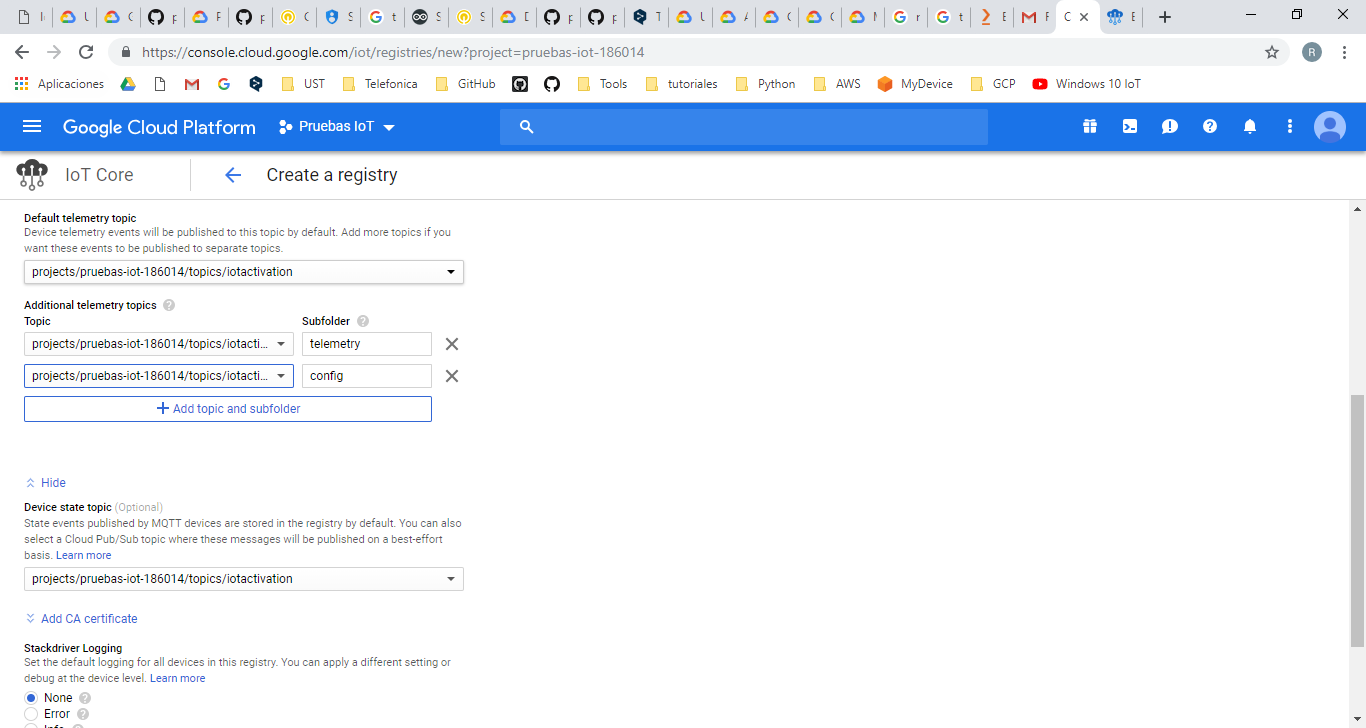 https://console.cloud.google.com/iot/registries/new?project=pruebas-iot-186014
R
Aplicaciones
UST
Telefonica
GitHub
Tools
tutoriales
Python
AWS
MyDevice
GCP
Windows 10 IoT
Google Cloud Platform
Pruebas IoT
IoT Core
Create a registry
Default telemetry topic
Device telemetry events will be published to this topic by default. Add more topics if you
want these events to be published to separate topics.
projects/pruebas-iot-186014/topics/iotactivation
Additional telemetry topics
Topic Subfolder
projects/pruebas-iot-186014/topics/iotacti... telemetry
projects/pruebas-iot-186014/topics/iotacti... config
Add topic and subfolder
Hide
Device state topic (Optional)
State events published by MQTT devices are stored in the registry by default. You can also
select a Cloud Pub/Sub topic where these messages will be published on a best-effort
basis. Learn more
projects/pruebas-iot-186014/topics/iotactivation
Add CA certificate
Stackdriver Logging
Set the default logging for all devices in this registry. You can apply a different setting or
debug at the device level. Learn more
None
Error